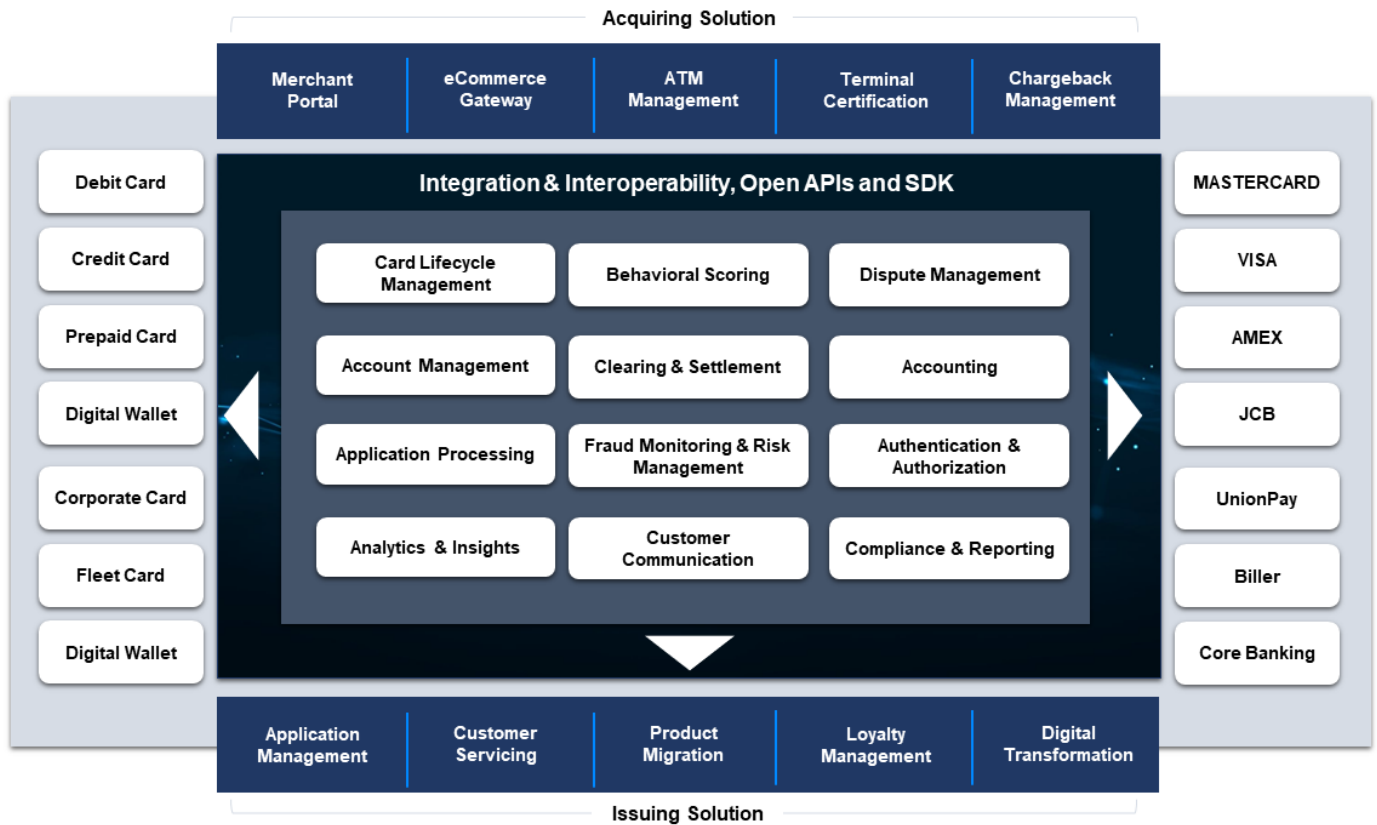 Acquiring Solution
Merchant
Portal
eCommerce
Gateway
ATM
Management
Terminal
Certification
Chargeback
Management
Debit Card
Credit Card
Prepaid Card
Digital Wallet
Corporate Card
Fleet Card
Digital Wallet
Integration & Interoperability, Open APIs and SDK
Card Lifecycle
Management
Behavioral Scoring
Dispute Management
Account Management
Clearing & Settlement
Accounting
Application Processing
Fraud Monitoring & Risk
Management
Authentication &
Authorization
Analytics & Insights
Customer
Communication
Compliance & Reporting
MASTERCARD
VISA
AMEX
JCB
UnionPay
Biller
Core Banking
Application
Management
Customer
Servicing
Product
Migration
Loyalty
Management
Digital
Transformation
Issuing Solution